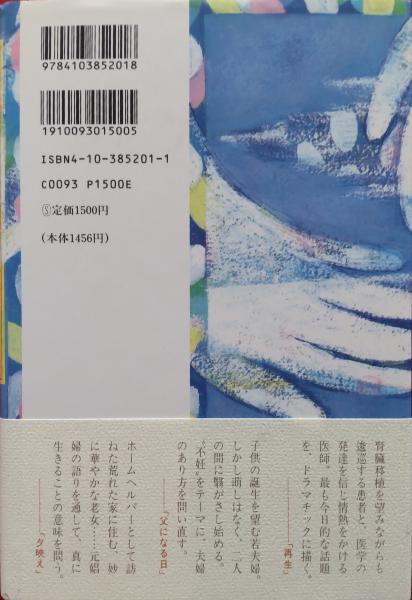 9784103852018
1910093015005
ISBN4-10-385201-1
C0093 P1500E
Ⓢ定価1500円
(本体1456円)
腎臓移植を望みながらも
逡巡する患者と、医学の
発達を信じ情熱をかける
医師。最も今日的な話題
を、ドラマチックに描く。
――「再生」
子供の誕生を望む若夫婦。
しかし萌しはなく、二人
の間に翳がさし始める。
〝不妊〟をテーマに、夫婦
のあり方を問い直す。
――「父になる日」
ホームヘルパーとして訪
ねた荒れた家に住む、妙
に華やかな老女……元娼
婦の語りを通して、真に
生きることの意味を問う。
――「夕映え」